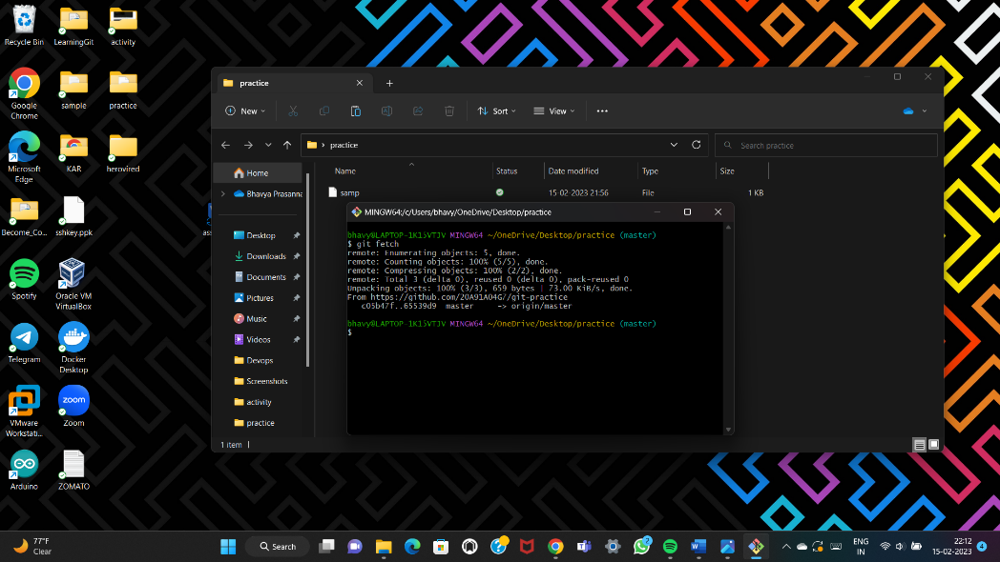 Recycle Bin
LearningGit
activity
Google
Chrome
sample
practice
Microsoft
Edge
KAR
herovired
Become_Co...
sshkey.ppk
Spotify
Oracle VM
VirtualBox
Telegram
Docker
Desktop
VMware
Workstati...
Zoom
Arduino
ZOMATO
practice
New
Sort
View
practice
Search practice
Name
Status
Date modified
Type
Size
samp
15-02-2023 21:56
File
1 KB
Home
Bhavya Prasanna
Desktop
Downloads
Documents
Pictures
Music
Videos
Devops
Screenshots
activity
practice
1 item
MINGW64:/c/Users/bhavy/OneDrive/Desktop/practice
bhavy@LAPTOP-1K15VTJV MINGW64 ~/OneDrive/Desktop/practice (master)
$ git fetch
remote: Enumerating objects: 5, done.
remote: Counting objects: 100% (5/5), done.
remote: Compressing objects: 100% (2/2), done.
remote: Total 3 (delta 0), reused 0 (delta 0), pack-reused 0
Unpacking objects: 100% (3/3), 659 bytes | 73.00 KiB/s, done.
From https://github.com/20A91A04G7/git-practice
c05b47f..65539d9 master -> origin/master
bhavy@LAPTOP-1K15VTJV MINGW64 ~/OneDrive/Desktop/practice (master)
$
77°F
Clear
Search
zoom
2
ENG
IN
22:12
15-02-2023
4